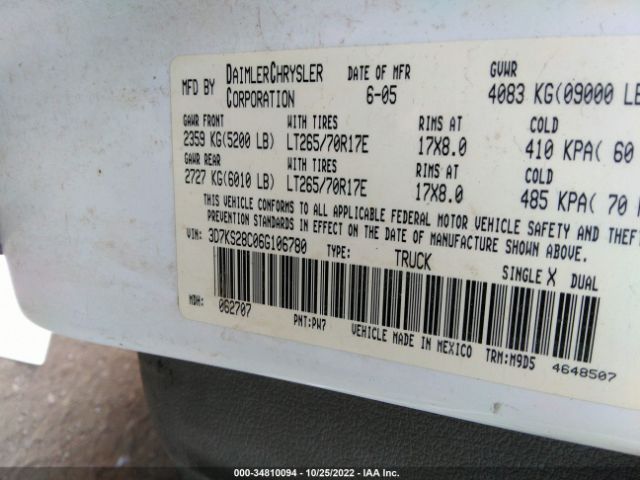 MFD BY DAIMLERCHRYSLER CORPORATION DATE OF MFR 6-05 GVWR 4083 KG(09000 LB
GAWR FRONT WITH TIRES RIMS AT COLD
2359 KG(5200 LB) LT265/70R17E 17X8.0 410 KPA( 60
GAWR REAR WITH TIRES RIMS AT COLD
2727 KG(6010 LB) LT265/70R17E 17X8.0 485 KPA( 70
THIS VEHICLE CONFORMS TO ALL APPLICABLE FEDERAL MOTOR VEHICLE SAFETY AND THEFT
PREVENTION STANDARDS IN EFFECT ON THE DATE OF MANUFACTURE SHOWN ABOVE.
VIN: 3D7KS28C06G106780 TYPE: TRUCK SINGLE X DUAL
MDH: 062707
PNT:PW7 VEHICLE MADE IN MEXICO TRM:M9D5
4648507
000-34810094 - 10/25/2022 - IAA Inc.